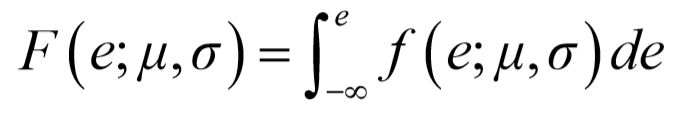 F(e; μ, σ) = ∫_{-∞}^{e} f(e; μ, σ) de